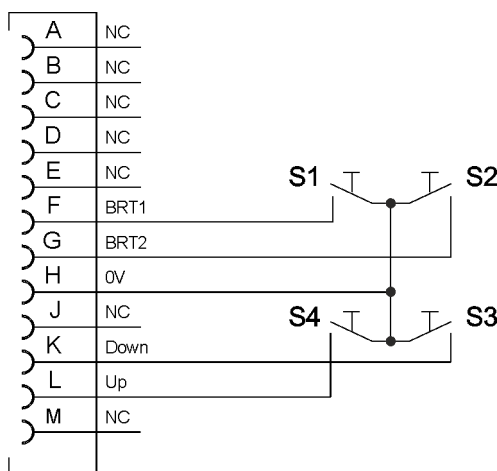 A NC
B NC
C NC
D NC
E NC
S1 S2
F BRT1
G BRT2
H 0V
J NC
S4 S3
K Down
L Up
M NC